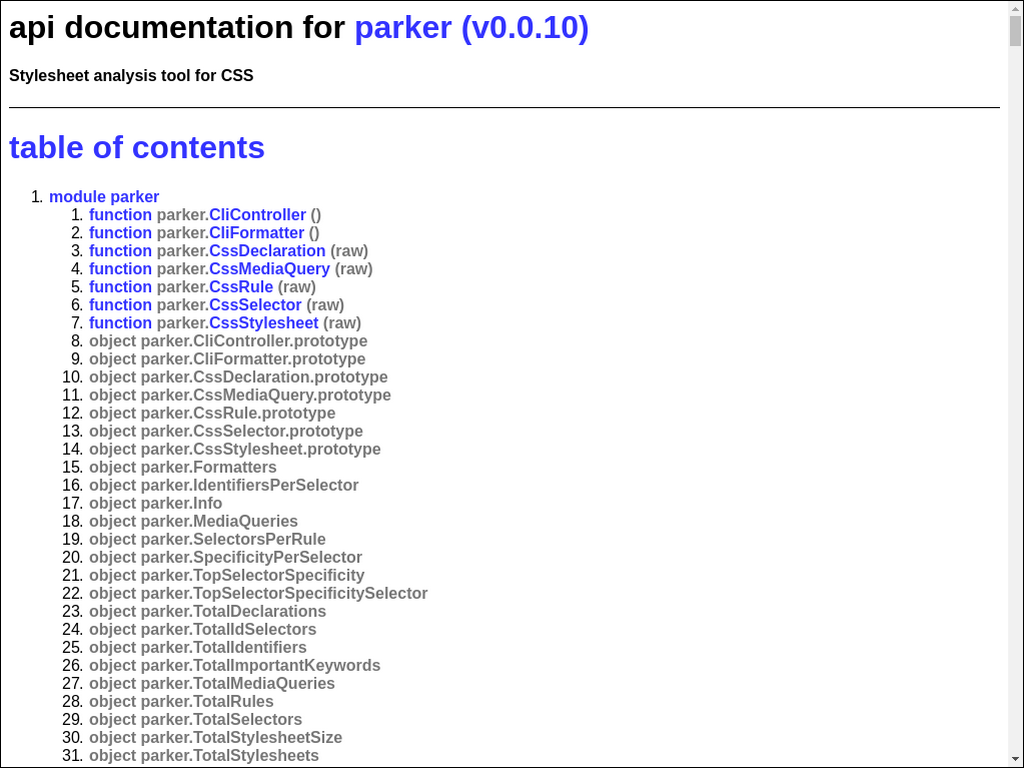 api documentation for parker (v0.0.10)
Stylesheet analysis tool for CSS
table of contents
1. module parker
1. function parker.CliController ()
2. function parker.CliFormatter ()
3. function parker.CssDeclaration (raw)
4. function parker.CssMediaQuery (raw)
5. function parker.CssRule (raw)
6. function parker.CssSelector (raw)
7. function parker.CssStylesheet (raw)
8. object parker.CliController.prototype
9. object parker.CliFormatter.prototype
10. object parker.CssDeclaration.prototype
11. object parker.CssMediaQuery.prototype
12. object parker.CssRule.prototype
13. object parker.CssSelector.prototype
14. object parker.CssStylesheet.prototype
15. object parker.Formatters
16. object parker.IdentifiersPerSelector
17. object parker.Info
18. object parker.MediaQueries
19. object parker.SelectorsPerRule
20. object parker.SpecificityPerSelector
21. object parker.TopSelectorSpecificity
22. object parker.TopSelectorSpecificitySelector
23. object parker.TotalDeclarations
24. object parker.TotalIdSelectors
25. object parker.TotalIdentifiers
26. object parker.TotalImportantKeywords
27. object parker.TotalMediaQueries
28. object parker.TotalRules
29. object parker.TotalSelectors
30. object parker.TotalStylesheetSize
31. object parker.TotalStylesheets